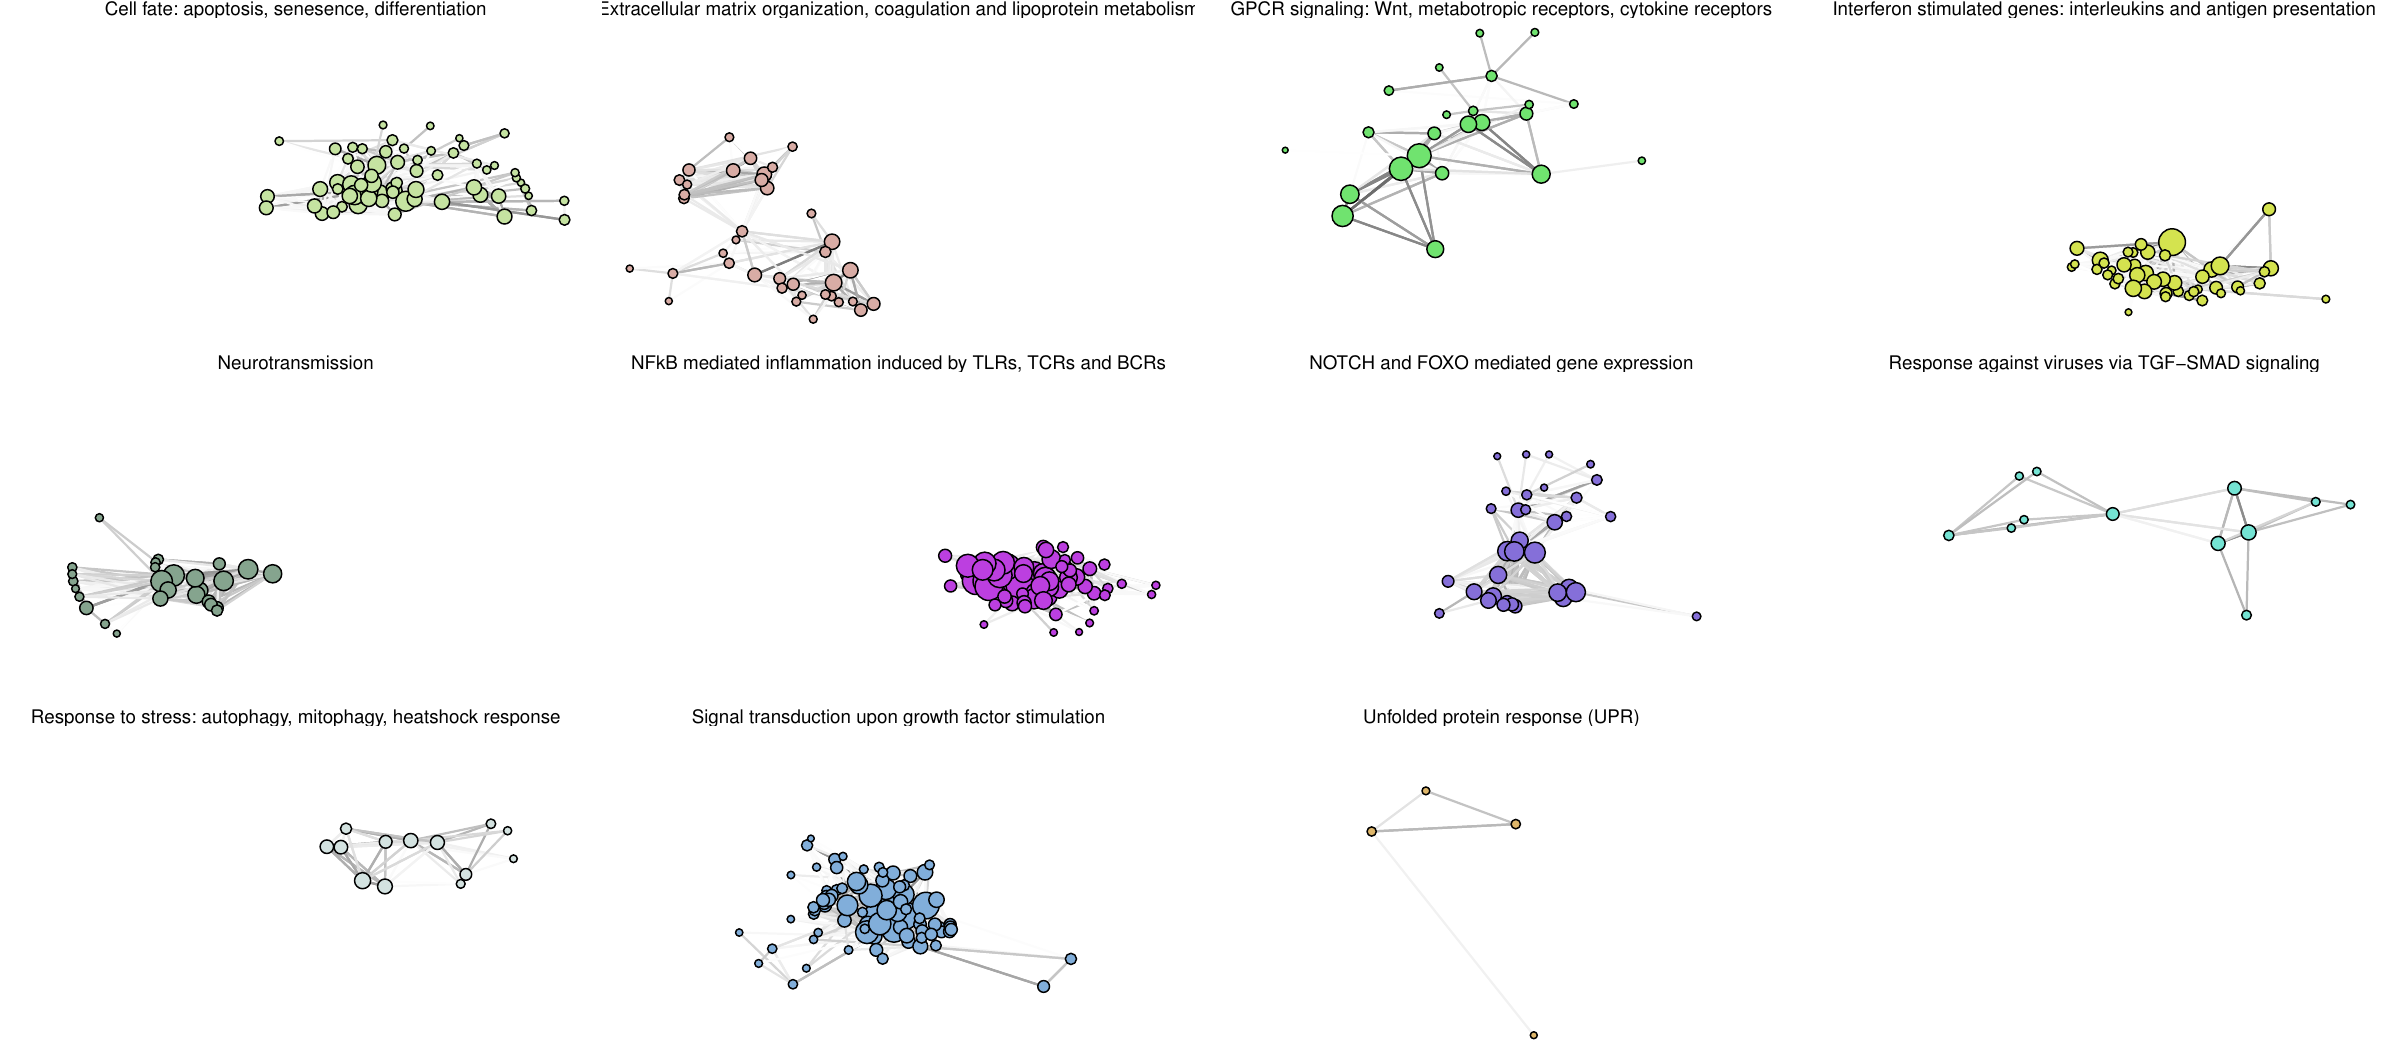 Cell fate: apoptosis, senesence, differentiation
Extracellular matrix organization, coagulation and lipoprotein metabolism
GPCR signaling: Wnt, metabotropic receptors, cytokine receptors
Interferon stimulated genes: interleukins and antigen presentation
Neurotransmission
NFkB mediated inflammation induced by TLRs, TCRs and BCRs
NOTCH and FOXO mediated gene expression
Response against viruses via TGF−SMAD signaling
Response to stress: autophagy, mitophagy, heatshock response
Signal transduction upon growth factor stimulation
Unfolded protein response (UPR)